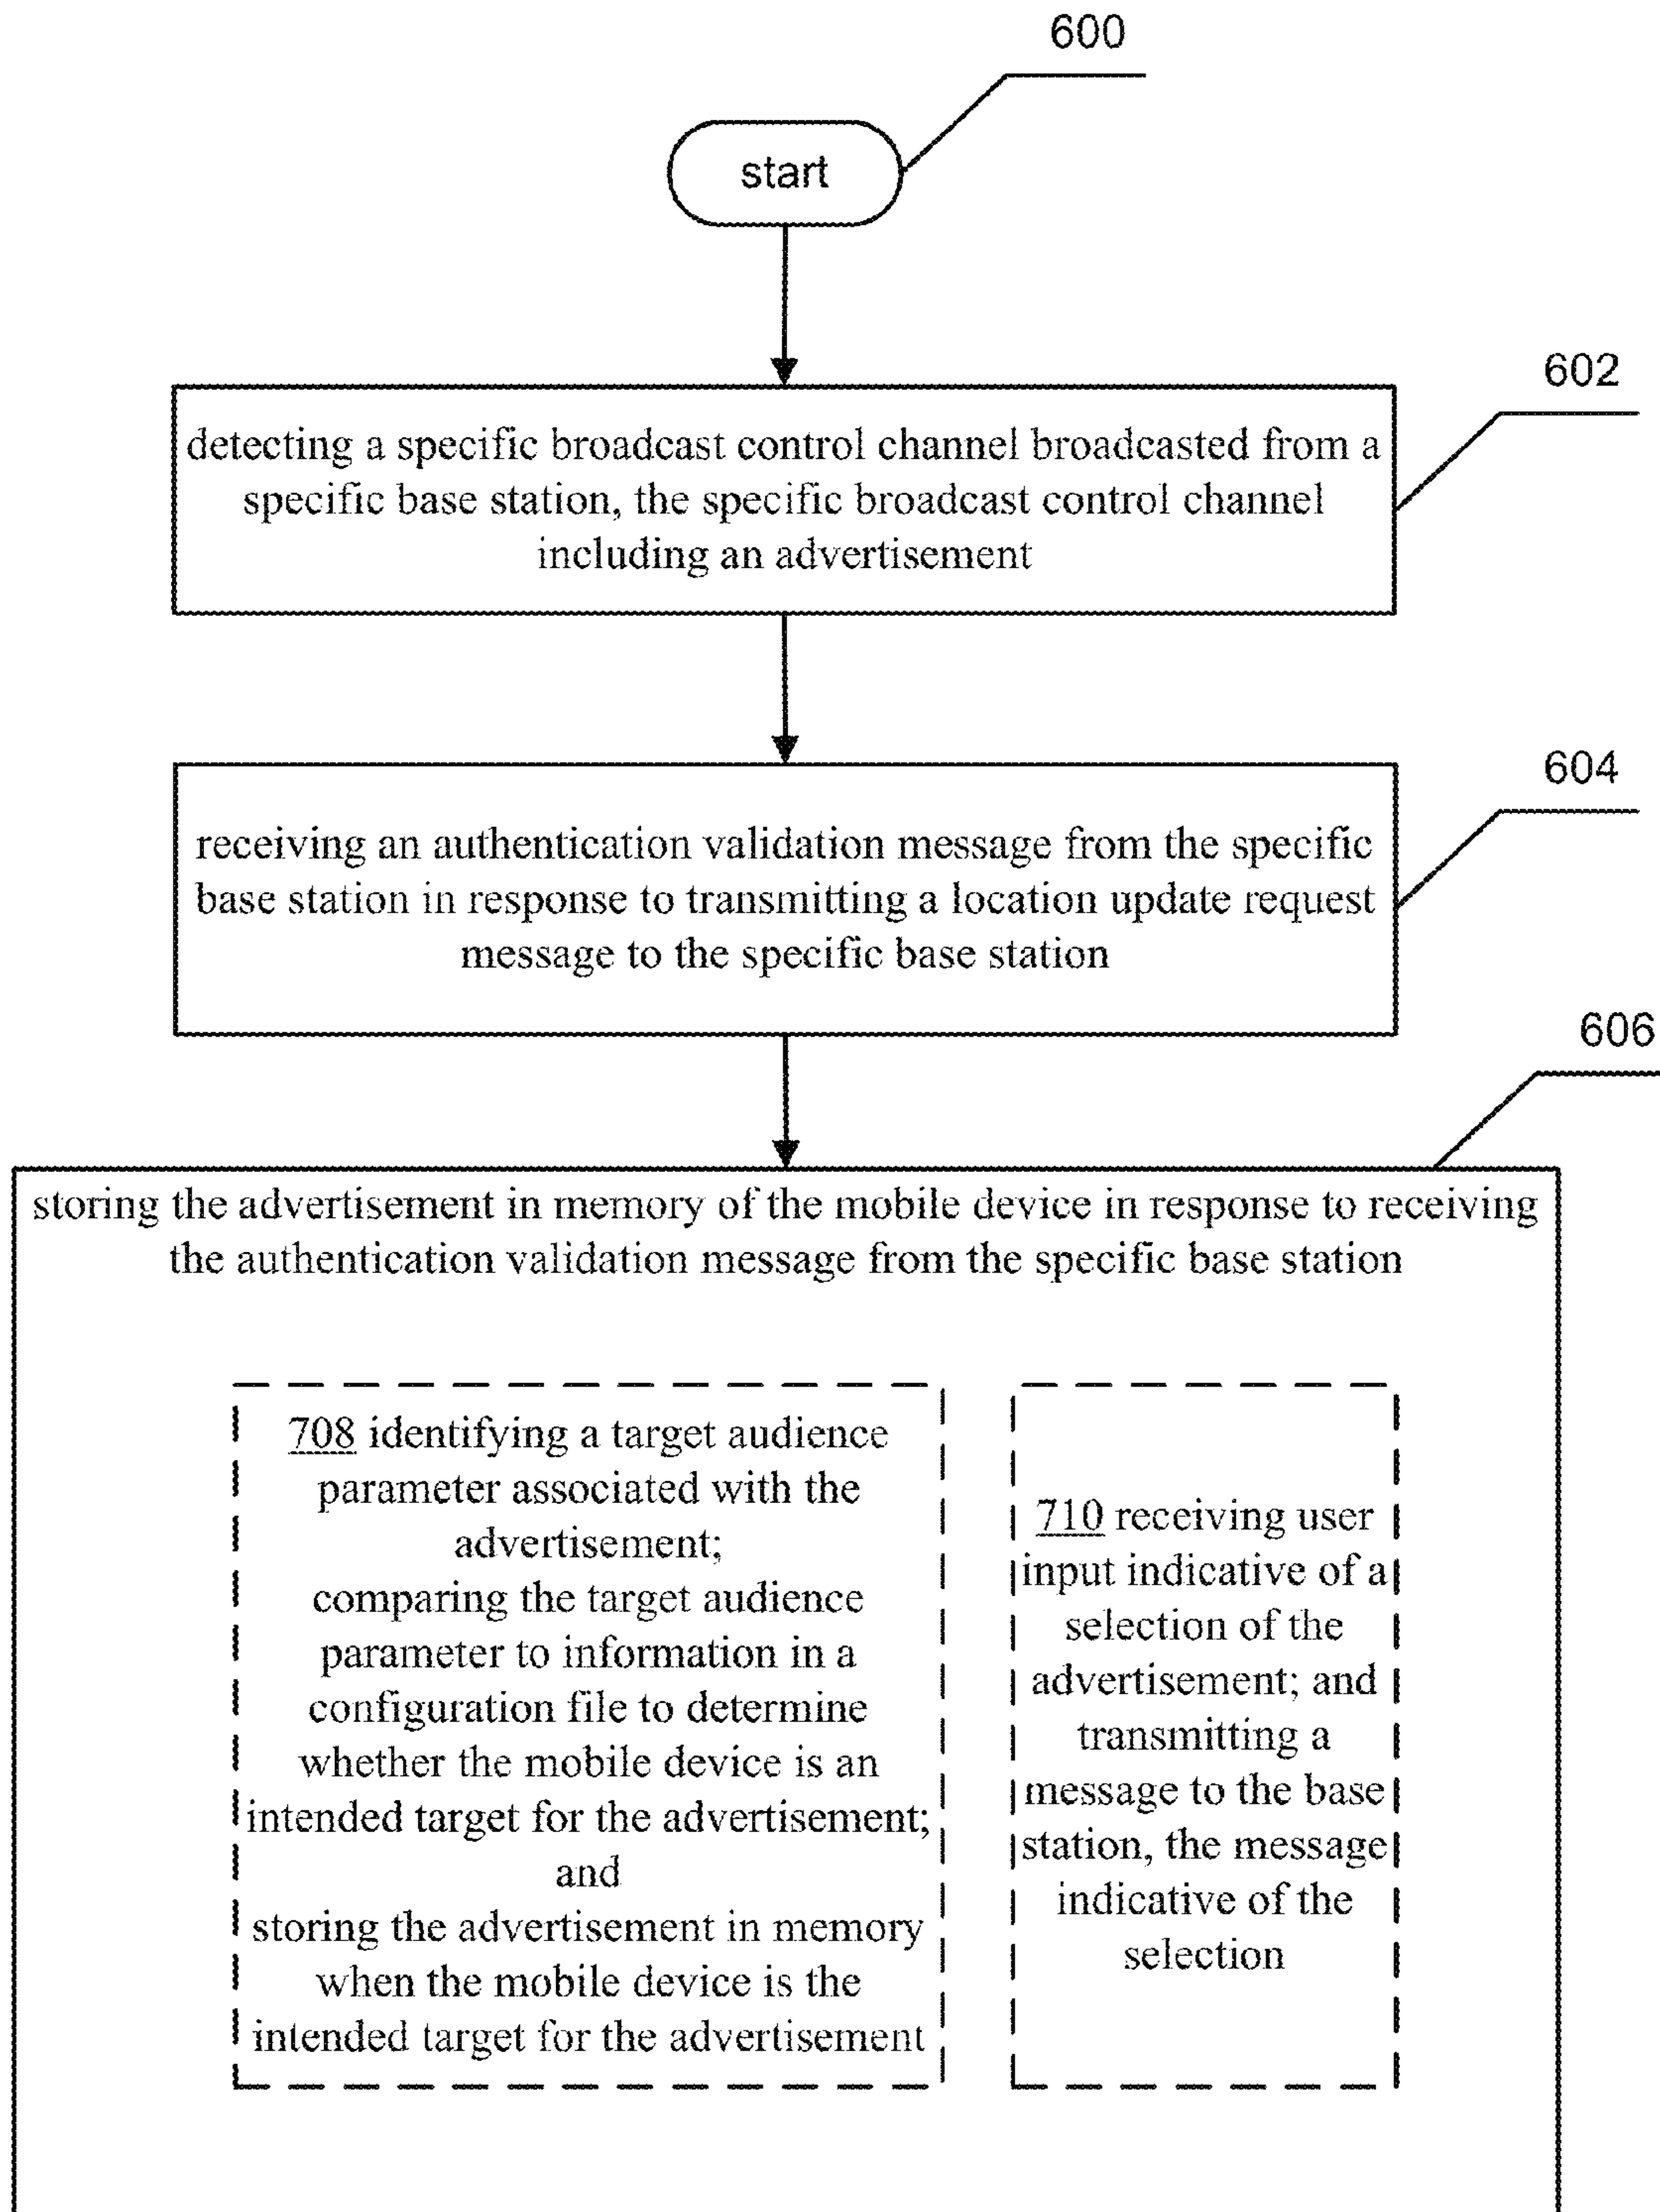 600
start
602
detecting a specific broadcast control channel broadcasted from a
specific base station, the specific broadcast control channel
including an advertisement
604
receiving an authentication validation message from the specific
base station in response to transmitting a location update request
message to the specific base station
606
storing the advertisement in memory of the mobile device in response to receiving
the authentication validation message from the specific base station
708 identifying a target audience
parameter associated with the
advertisement;
comparing the target audience
parameter to information in a
configuration file to determine
whether the mobile device is an
intended target for the advertisement;
and
storing the advertisement in memory
when the mobile device is the
intended target for the advertisement
710 receiving user
input indicative of a
selection of the
advertisement; and
transmitting a
message to the base
station, the message
indicative of the
selection